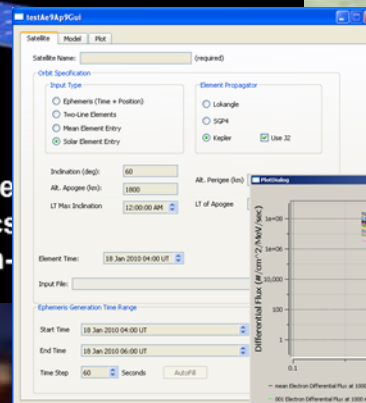 testAe9Ap9Gui
Satellite Model Plot
Satellite Name: (required)
Orbit Specification
Input Type
Ephemeris (Time + Position)
Two-Line Elements
Mean Element Entry
Solar Element Entry
Element Propagator
Lokangle
SGP4
Kepler Use J2
Inclination (deg): 60
Alt. Apogee (km): 1800 Alt. Perigee (km)
LT Max Inclination 12:00:00 AM LT of Apogee
Element Time: 18 Jan 2010 04:00 UT
Input File:
Ephemeris Generation Time Range
Start Time 18 Jan 2010 04:00 UT
End Time 18 Jan 2010 06:00 UT
Time Step 60 Seconds AutoFill
PlotDialog
Differential Flux (#/cm^2/MeV/sec)
1e+08
1e+06
10,000
100
1
0.1
mean Electron Differential Flux at 1000
001 Electron Differential Flux at 1000